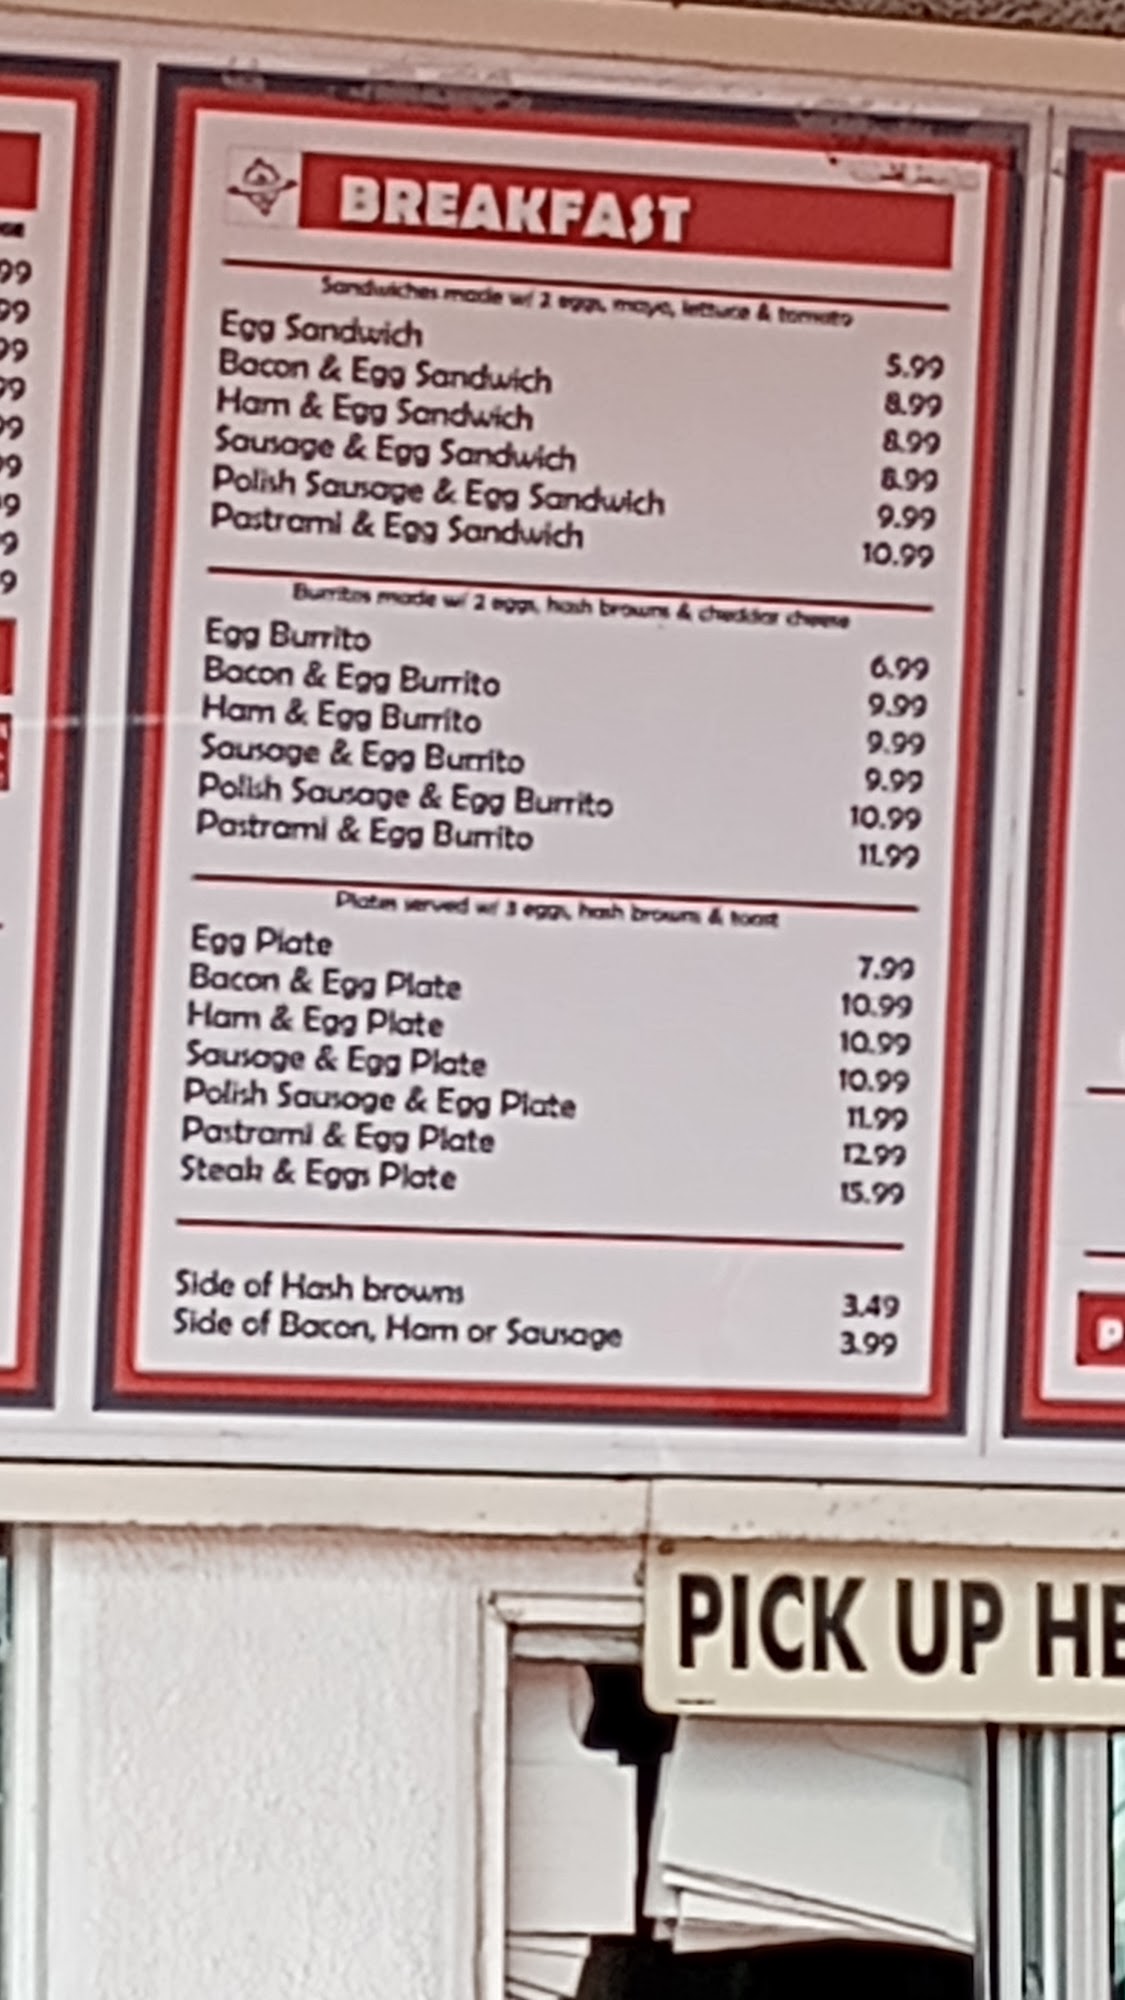 BREAKFAST
Sandwiches made w/ 2 eggs, mayo, lettuce & tomato
Egg Sandwich 5.99
Bacon & Egg Sandwich 8.99
Ham & Egg Sandwich 8.99
Sausage & Egg Sandwich 8.99
Polish Sausage & Egg Sandwich 9.99
Pastrami & Egg Sandwich 10.99
Burritos made w/ 2 eggs, hash browns & cheddar cheese
Egg Burrito 6.99
Bacon & Egg Burrito 9.99
Ham & Egg Burrito 9.99
Sausage & Egg Burrito 9.99
Polish Sausage & Egg Burrito 10.99
Pastrami & Egg Burrito 11.99
Plates served w/ 3 eggs, hash browns & toast
Egg Plate 7.99
Bacon & Egg Plate 10.99
Ham & Egg Plate 10.99
Sausage & Egg Plate 10.99
Polish Sausage & Egg Plate 11.99
Pastrami & Egg Plate 12.99
Steak & Eggs Plate 15.99
Side of Hash browns 3.49
Side of Bacon, Ham or Sausage 3.99
PICK UP HE